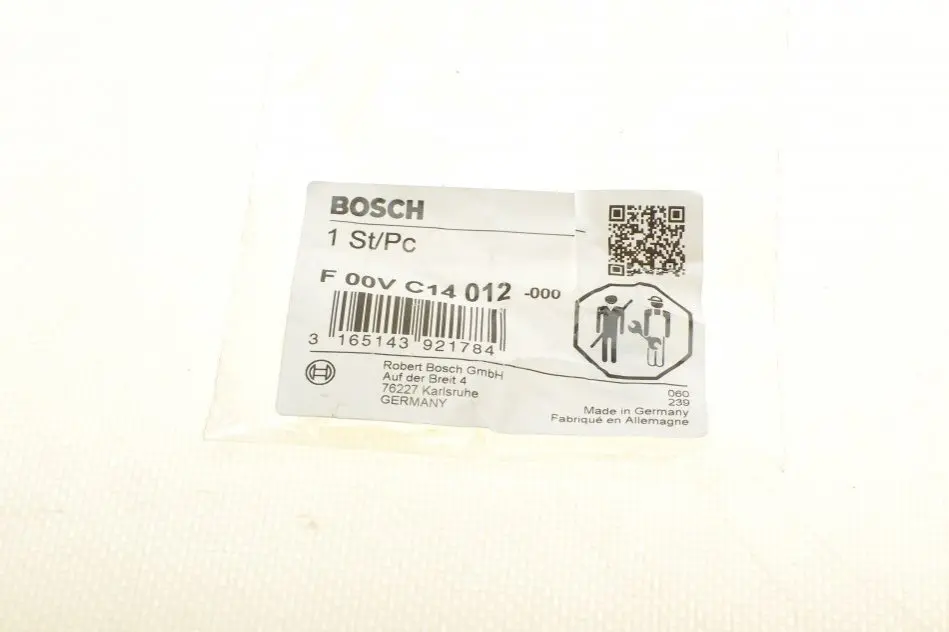 BOSCH
1 St/Pc
F 00V C14 012 -000
3 165143 921784
Robert Bosch GmbH
Auf der Breit 4
76227 Karlsruhe
GERMANY
060
239
Made in Germany
Fabriqué en Allemagne